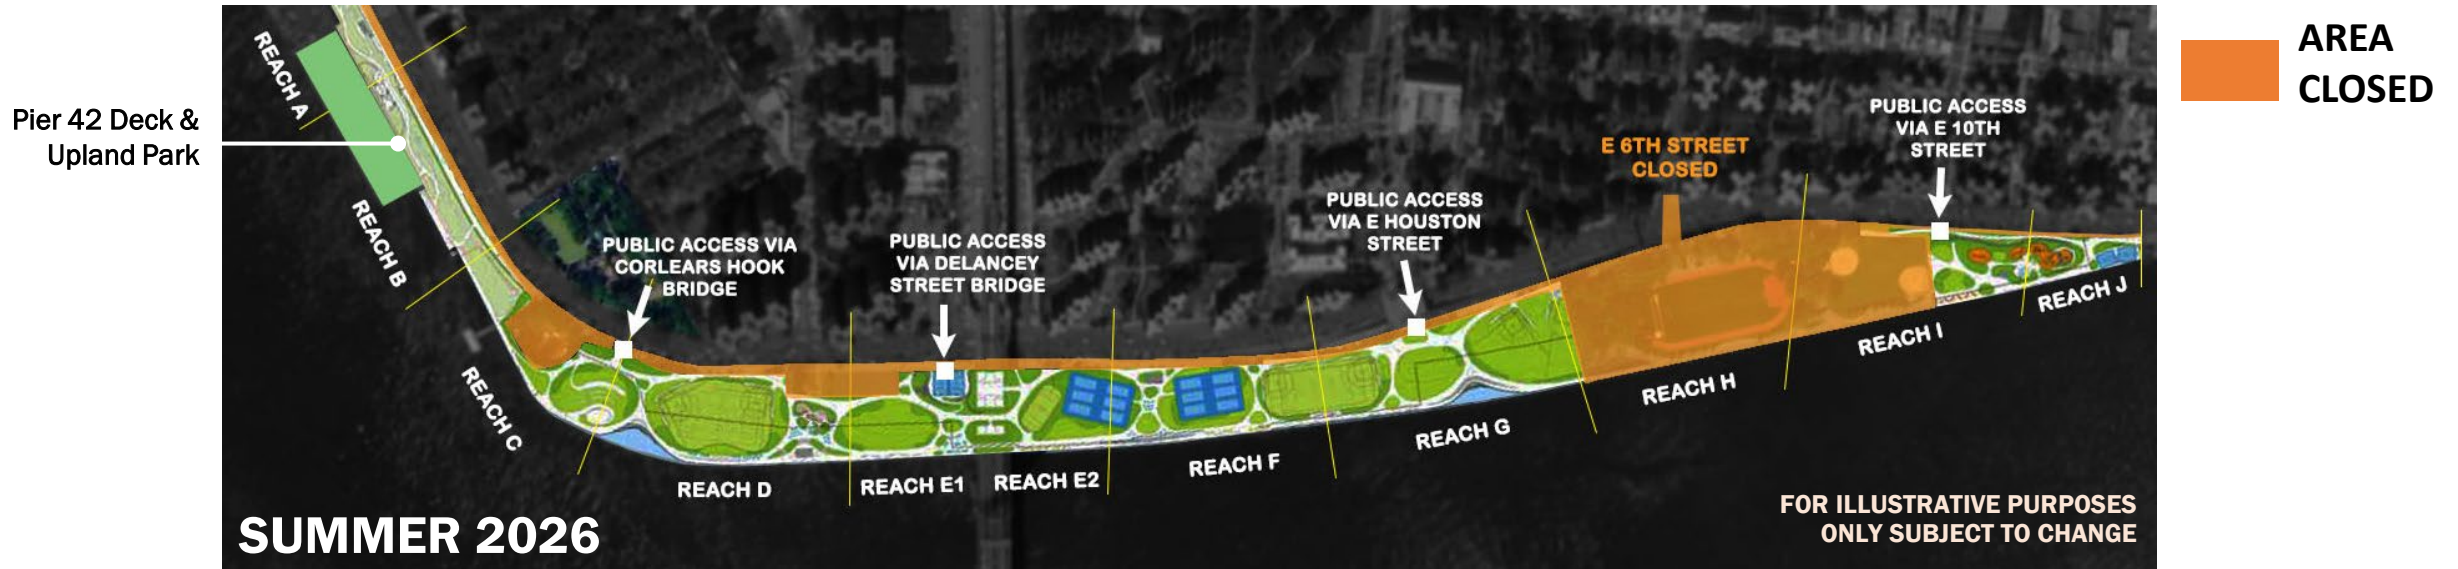 AREA
CLOSED
Pier 42 Deck &
Upland Park
REACH A
REACH B
REACH C
PUBLIC ACCESS VIA
CORLEARS HOOK
BRIDGE
PUBLIC ACCESS
VIA DELANCEY
STREET BRIDGE
PUBLIC ACCESS
VIA E HOUSTON
STREET
E 6TH STREET
CLOSED
PUBLIC ACCESS
VIA E 10TH
STREET
REACH D
REACH E1
REACH E2
REACH F
REACH G
REACH H
REACH I
REACH J
SUMMER 2026
FOR ILLUSTRATIVE PURPOSES
ONLY SUBJECT TO CHANGE